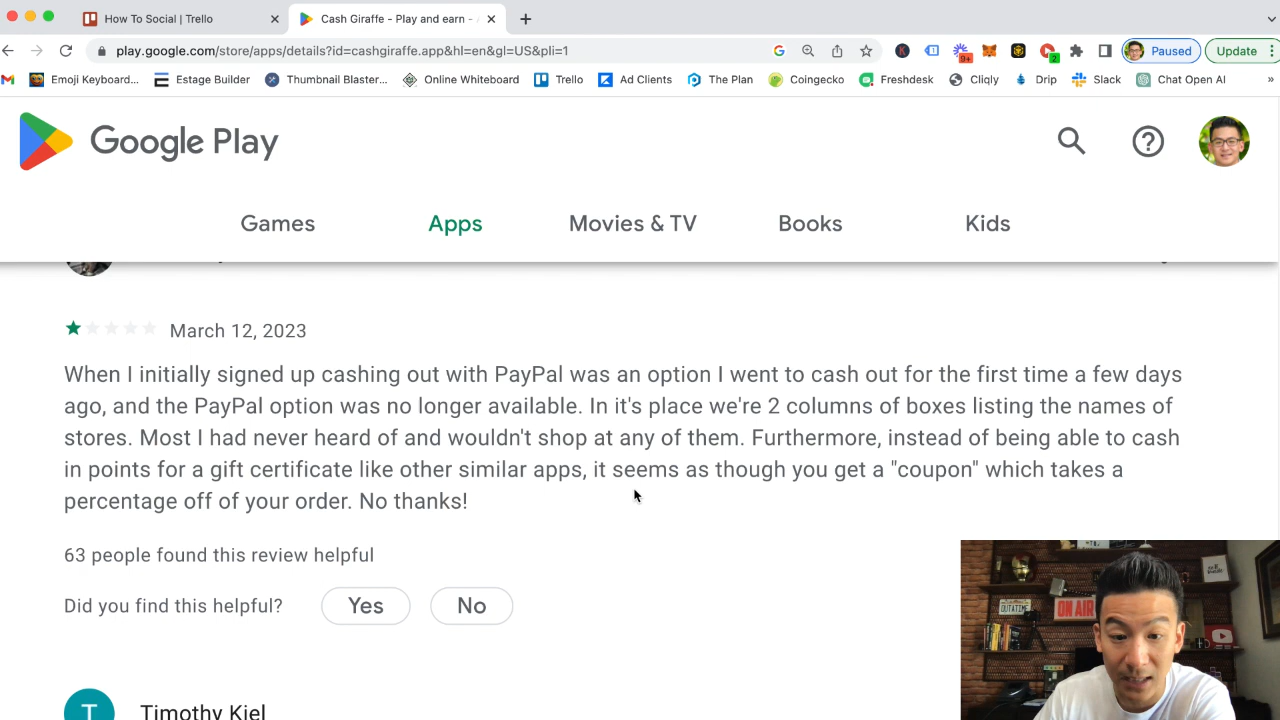 How To Social | Trello
Cash Giraffe - Play and earn -
play.google.com/store/apps/details?id=cashgiraffe.app&hl=en&gl=US&pli=1
9+
2
Paused
Update
Emoji Keyboard...
Estage Builder
Thumbnail Blaster...
Online Whiteboard
Trello
Ad Clients
The Plan
Coingecko
Freshdesk
Cliqly
Drip
Slack
Chat Open AI
»
Google Play
Games
Apps
Movies & TV
Books
Kids
March 12, 2023
When I initially signed up cashing out with PayPal was an option I went to cash out for the first time a few days
ago, and the PayPal option was no longer available. In it's place we're 2 columns of boxes listing the names of
stores. Most I had never heard of and wouldn't shop at any of them. Furthermore, instead of being able to cash
in points for a gift certificate like other similar apps, it seems as though you get a "coupon" which takes a
percentage off of your order. No thanks!
63 people found this review helpful
Did you find this helpful?
Yes
No
T
Timothy Kiel
OUTATIME
ON AIR